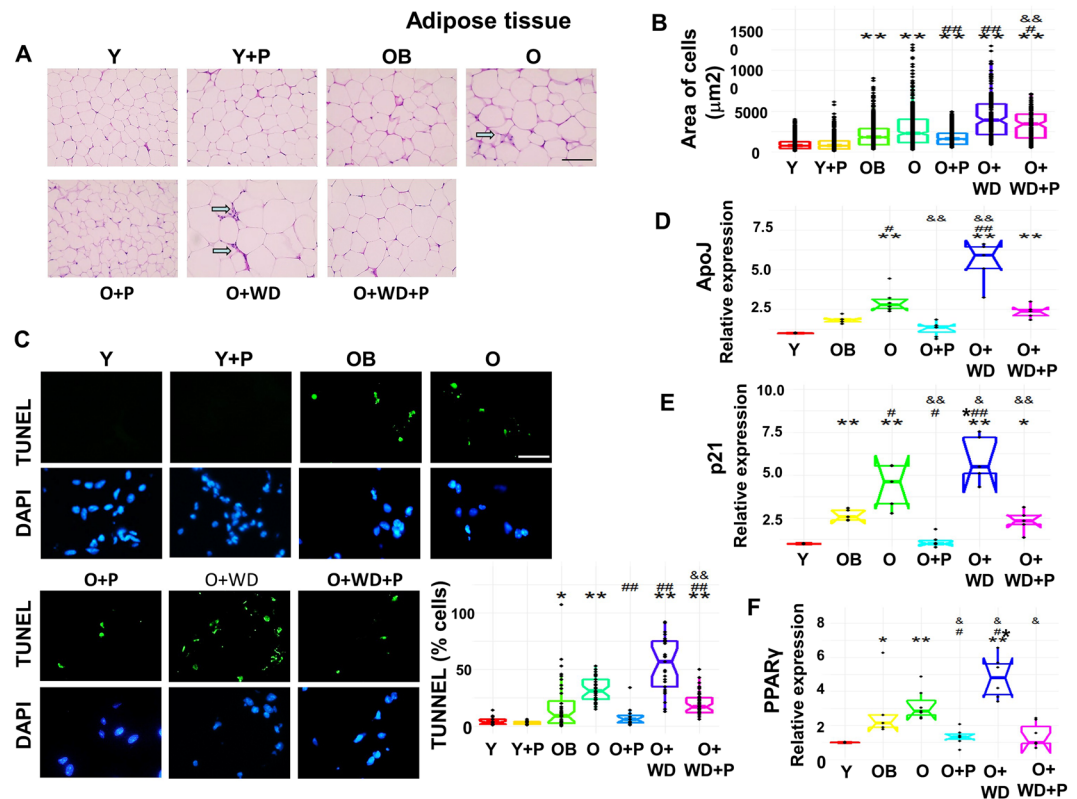 Adipose tissue
A
Y
Y+P
OB
O
O+P
O+WD
O+WD+P
B
Area of cells
(μm2)
1500
0
1000
0
5000
0
**
**
##
**
##
**
&&
#
**
Y
Y+P
OB
O
O+P
O+
WD
O+
WD+P
C
Y
Y+P
OB
O
TUNEL
DAPI
O+P
O+WD
O+WD+P
TUNEL
DAPI
TUNNEL (% cells)
100
50
0
*
**
##
##
**
&&
##
**
Y
Y+P
OB
O
O+P
O+
WD
O+
WD+P
D
ApoJ
Relative expression
7.5
5.0
2.5
#
**
&&
&&
##
**
**
Y
OB
O
O+P
O+
WD
O+
WD+P
E
p21
Relative expression
10.0
7.5
5.0
2.5
**
#
**
&&
#
&
*##
**
&&
*
Y
OB
O
O+P
O+
WD
O+
WD+P
F
PPARγ
Relative expression
8
6
4
2
0
*
**
&
#
&
#*
**
&
Y
OB
O
O+P
O+
WD
O+
WD+P